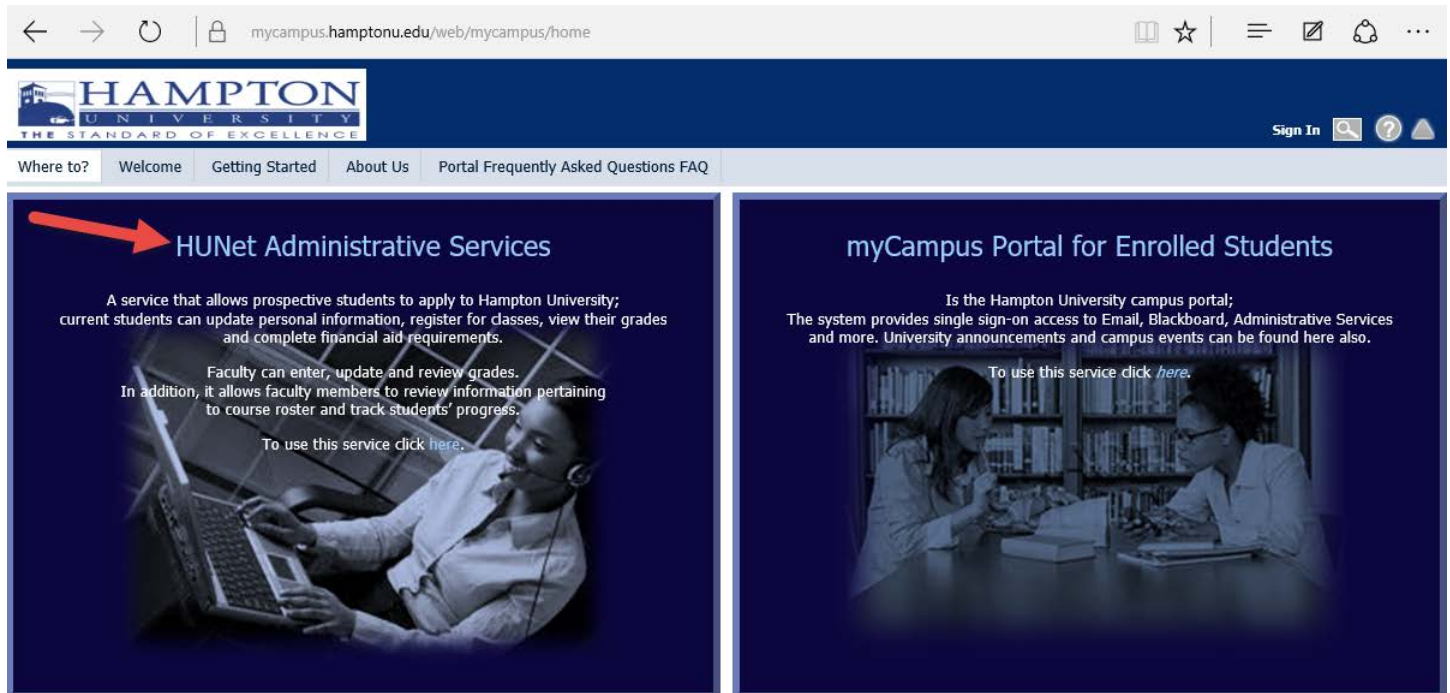 mycampus.hamptonu.edu/web/mycampus/home
HAMPTON
UNIVERSITY
THE STANDARD OF EXCELLENCE
Sign In
Where to? Welcome Getting Started About Us Portal Frequently Asked Questions FAQ
HUNet Administrative Services
A service that allows prospective students to apply to Hampton University;
current students can update personal information, register for classes, view their grades
and complete financial aid requirements.
Faculty can enter, update and review grades.
In addition, it allows faculty members to review information pertaining
to course roster and track students' progress.
To use this service click here.
myCampus Portal for Enrolled Students
Is the Hampton University campus portal;
The system provides single sign-on access to Email, Blackboard, Administrative Services
and more. University announcements and campus events can be found here also.
To use this service click here.